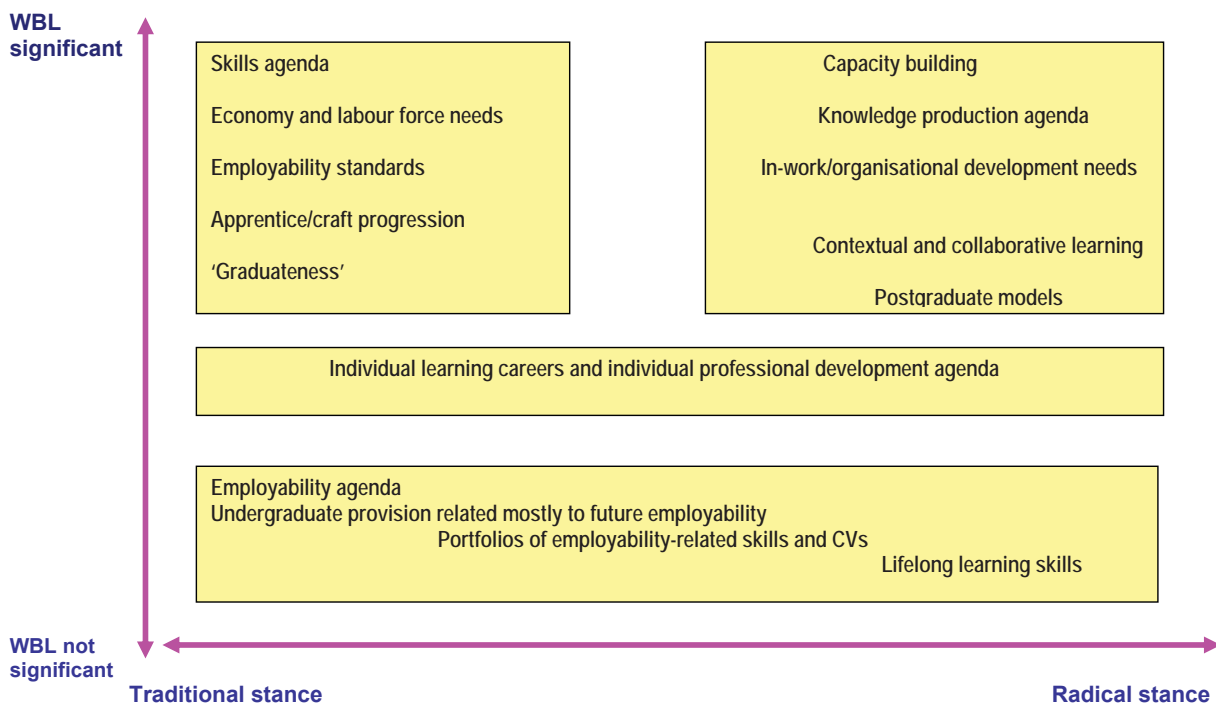 WBL
significant
Skills agenda
Economy and labour force needs
Employability standards
Apprentice/craft progression
‘Graduateness’
Capacity building
Knowledge production agenda
In-work/organisational development needs
Contextual and collaborative learning
Postgraduate models
Individual learning careers and individual professional development agenda
Employability agenda
Undergraduate provision related mostly to future employability
Portfolios of employability-related skills and CVs
Lifelong learning skills
WBL not
significant
Traditional stance
Radical stance